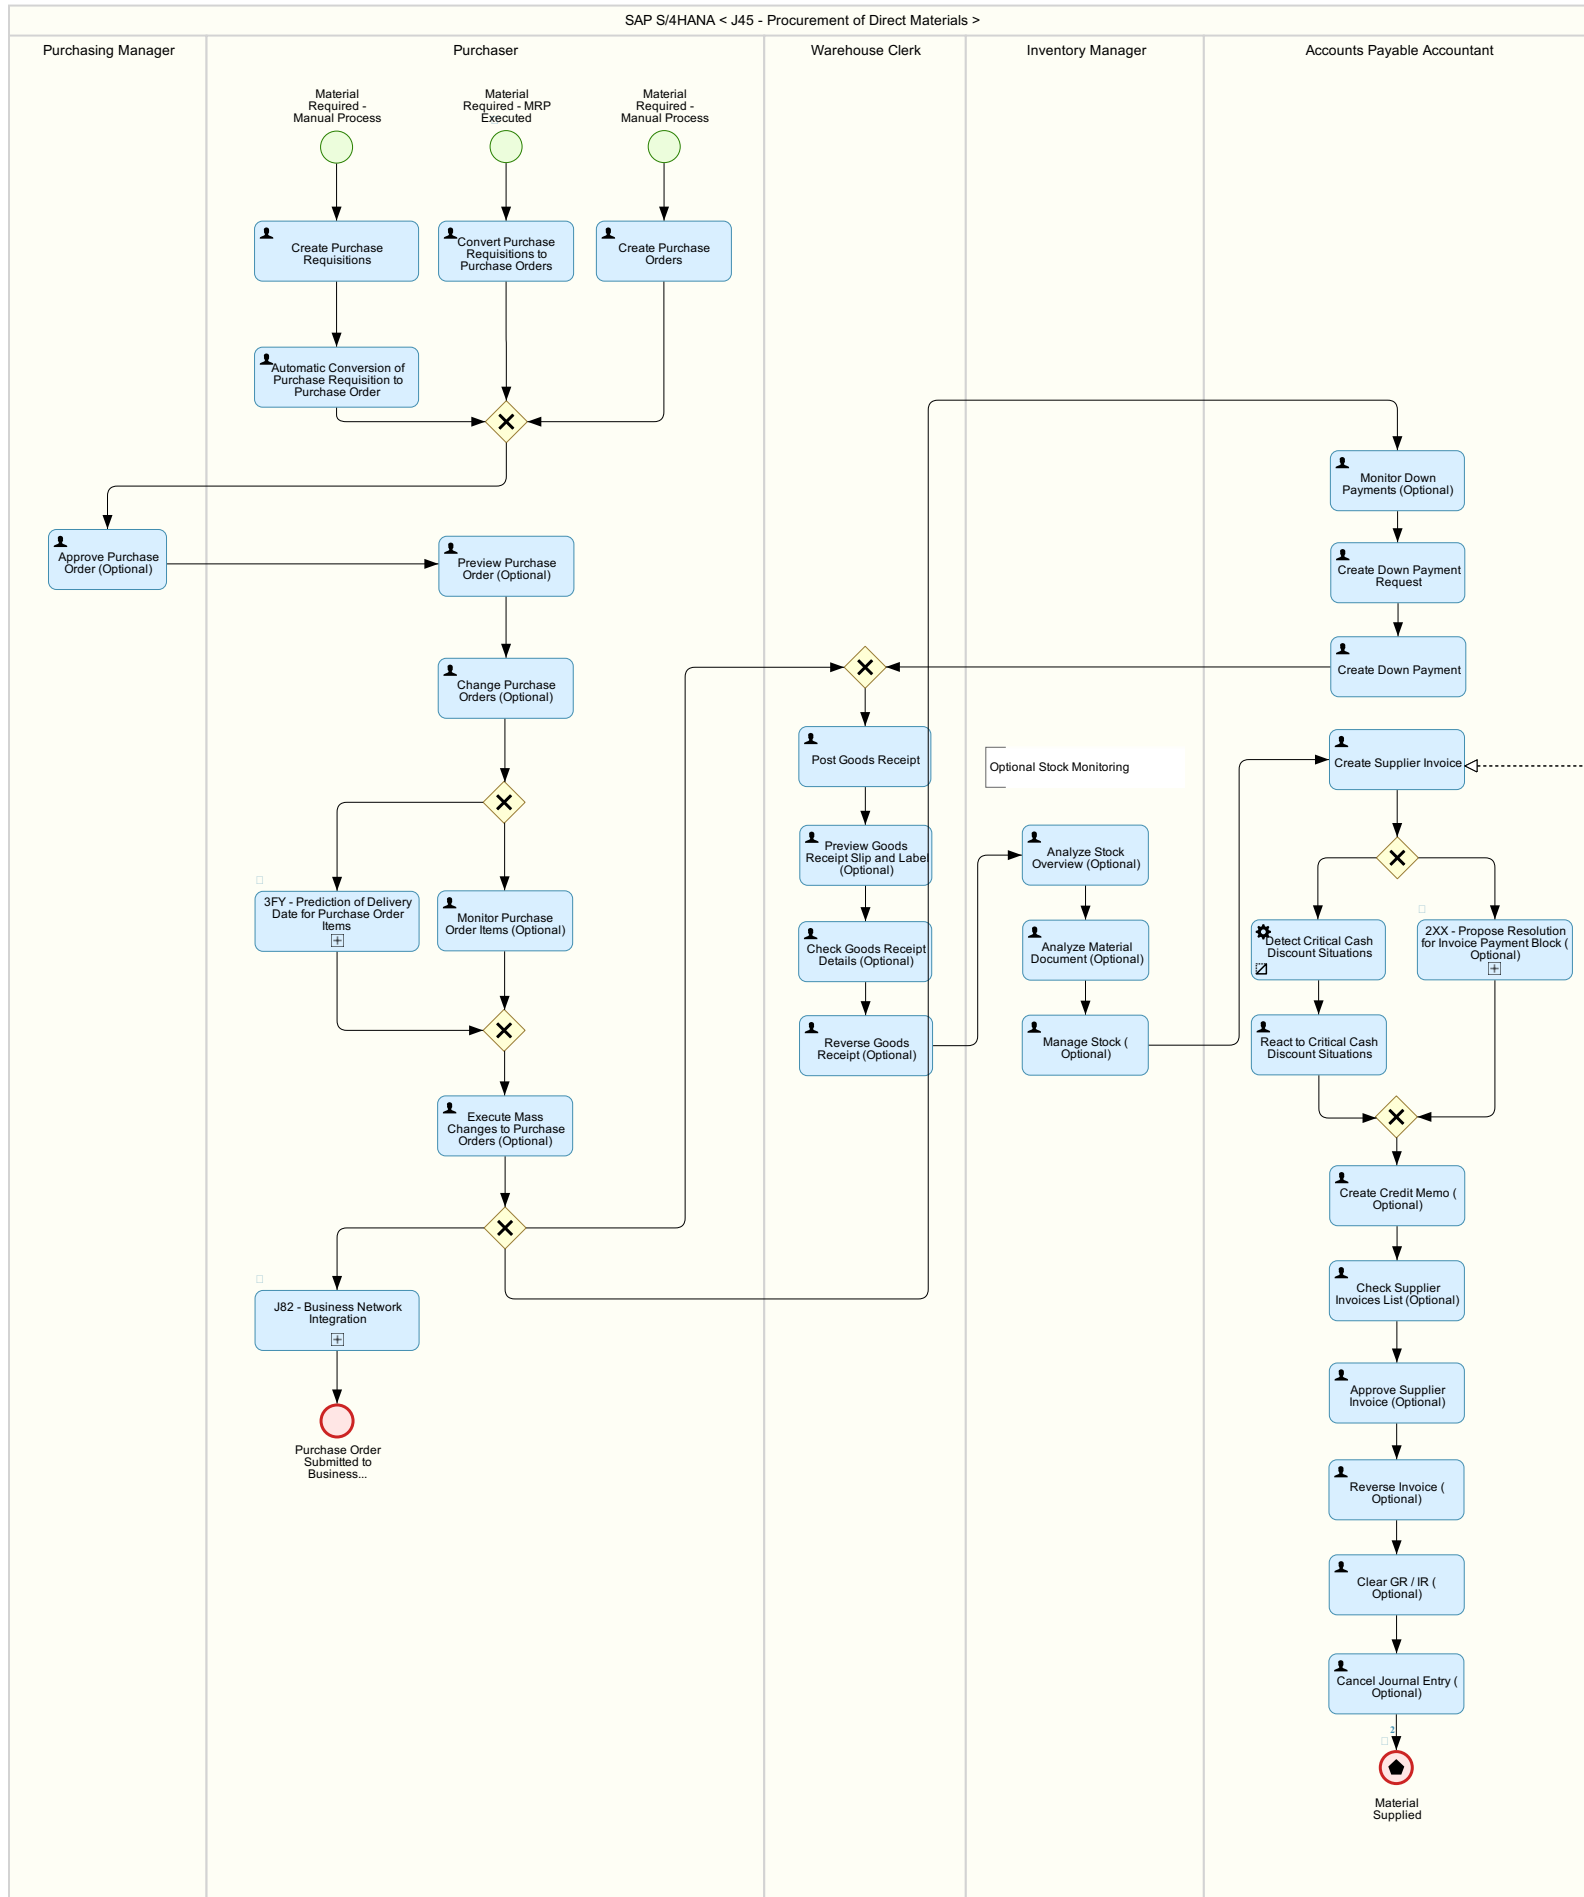 SAP S/4HANA < J45 - Procurement of Direct Materials >
Purchasing Manager
Purchaser
Warehouse Clerk
Inventory Manager
Accounts Payable Accountant
Material
Required -
Manual Process
Material
Required - MRP
Executed
Material
Required -
Manual Process
Create Purchase
Requisitions
Convert Purchase
Requisitions to
Purchase Orders
Create Purchase
Orders
Automatic Conversion of
Purchase Requisition to
Purchase Order
Approve Purchase
Order (Optional)
Preview Purchase
Order (Optional)
Change Purchase
Orders (Optional)
3FY - Prediction of Delivery
Date for Purchase Order
Items
Monitor Purchase
Order Items (Optional)
Execute Mass
Changes to Purchase
Orders (Optional)
J82 - Business Network
Integration
Purchase Order
Submitted to
Business...
Post Goods Receipt
Preview Goods
Receipt Slip and Label
(Optional)
Check Goods Receipt
Details (Optional)
Reverse Goods
Receipt (Optional)
Optional Stock Monitoring
Analyze Stock
Overview (Optional)
Analyze Material
Document (Optional)
Manage Stock (
Optional)
Monitor Down
Payments (Optional)
Create Down Payment
Request
Create Down Payment
Create Supplier Invoice
Detect Critical Cash
Discount Situations
2XX - Propose Resolution
for Invoice Payment Block (
Optional)
React to Critical Cash
Discount Situations
Create Credit Memo (
Optional)
Check Supplier
Invoices List (Optional)
Approve Supplier
Invoice (Optional)
Reverse Invoice (
Optional)
Clear GR / IR (
Optional)
Cancel Journal Entry (
Optional)
2
Material
Supplied